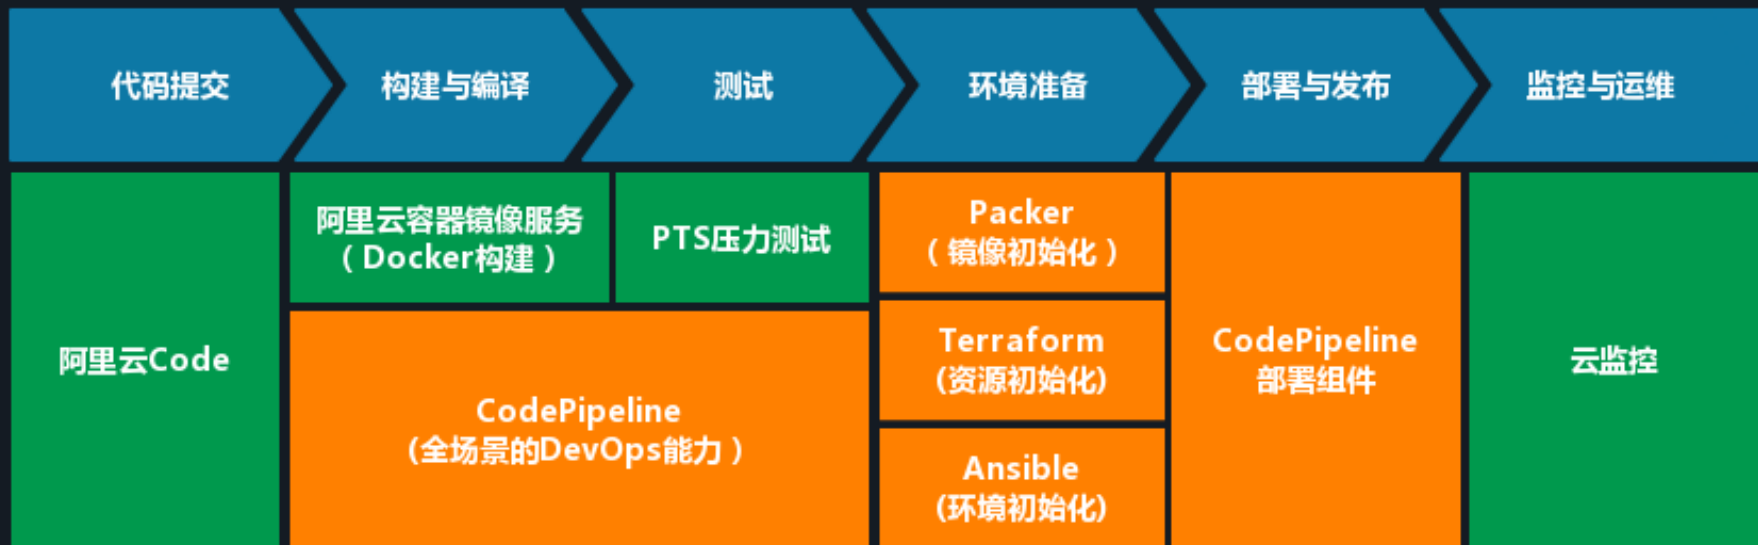 代码提交
构建与编译
测试
环境准备
部署与发布
监控与运维
阿里云Code
阿里云容器镜像服务
（Docker构建）
PTS压力测试
CodePipeline
(全场景的DevOps能力）
Packer
（镜像初始化）
Terraform
(资源初始化)
Ansible
(环境初始化)
CodePipeline
部署组件
云监控